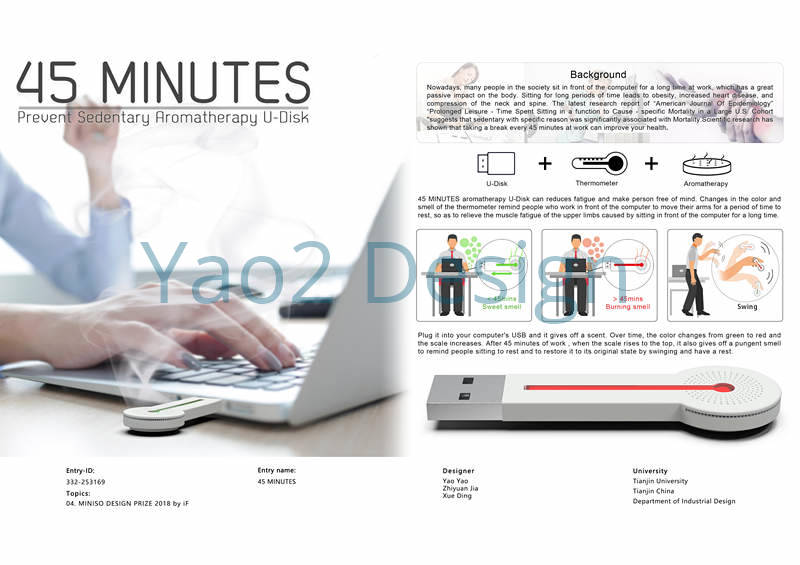 45 MINUTES
Prevent Sedentary Aromatherapy U-Disk
Background
Nowadays, many people in the society sit in front of the computer for a long time at work, which has a great
passive impact on the body. Sitting for long periods of time leads to obesity, increased heart disease, and
compression of the neck and spine. The latest research report of "American Journal Of Epidemiology"
"Prolonged Leisure - Time Spent Sitting in a function to Cause - specific Mortality in a Large U.S. Cohort
"suggests that sedentary with specific reason was significantly associated with Mortality.Scientific research has
shown that taking a break every 45 minutes at work can improve your health.
U-Disk
+
Thermometer
+
Aromatherapy
45 MINUTES aromatherapy U-Disk can reduces fatigue and make person free of mind. Changes in the color and
smell of the thermometer remind people who work in front of the computer to move their arms for a period of time to
rest, so as to relieve the muscle fatigue of the upper limbs caused by sitting in front of the computer for a long time.
< 45mins
Sweet smell
> 45mins
Burning smell
Swing
Yao2 Design
Plug it into your computer's USB and it gives off a scent. Over time, the color changes from green to red and
the scale increases. After 45 minutes of work , when the scale rises to the top, it also gives off a pungent smell
to remind people sitting to rest and to restore it to its original state by swinging and have a rest.
Entry-ID:
332-253169
Topics:
04. MINISO DESIGN PRIZE 2018 by iF
Entry name:
45 MINUTES
Designer
Yao Yao
Zhiyuan Jia
Xue Ding
University
Tianjin University
Tianjin China
Department of Industrial Design